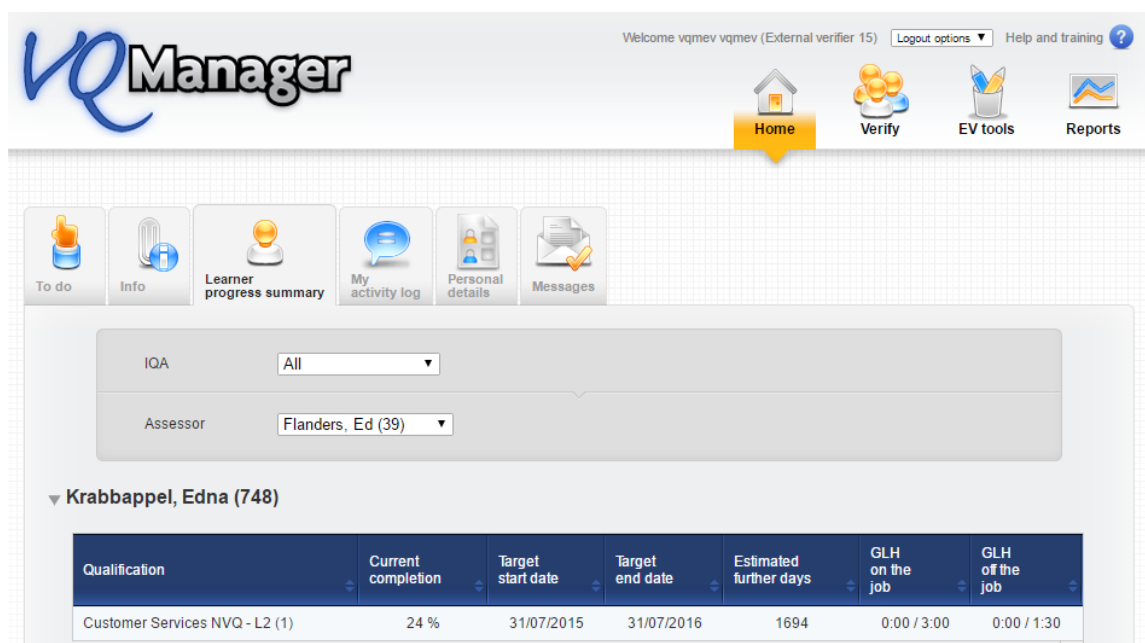 VQManager
Welcome vqmev vqmev (External verifier 15) Logout options ▼ Help and training ?
Home Verify EV tools Reports
To do Info Learner progress summary My activity log Personal details Messages
IQA All ▼
Assessor Flanders, Ed (39) ▼
Krabbappel, Edna (748)
Qualification Current completion Target start date Target end date Estimated further days GLH on the job GLH off the job
Customer Services NVQ - L2 (1) 24 % 31/07/2015 31/07/2016 1694 0:00 / 3:00 0:00 / 1:30